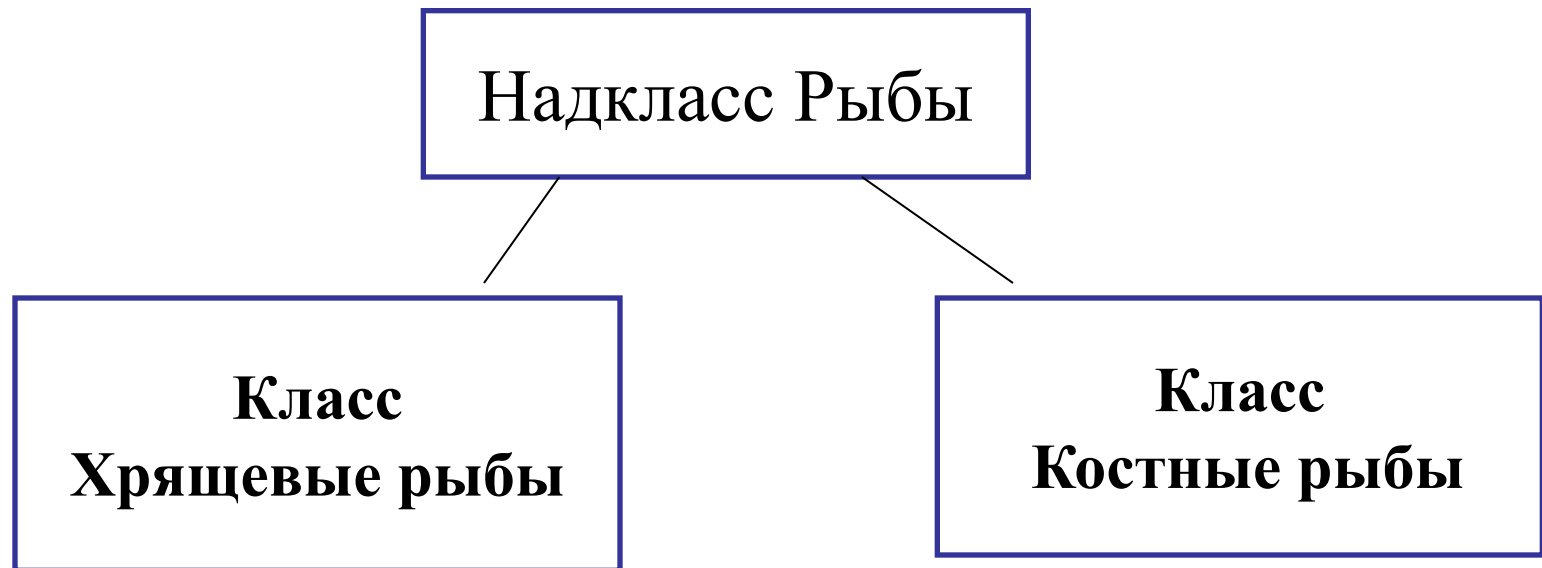 Надкласс Рыбы
Класс
Хрящевые рыбы
Класс
Костные рыбы